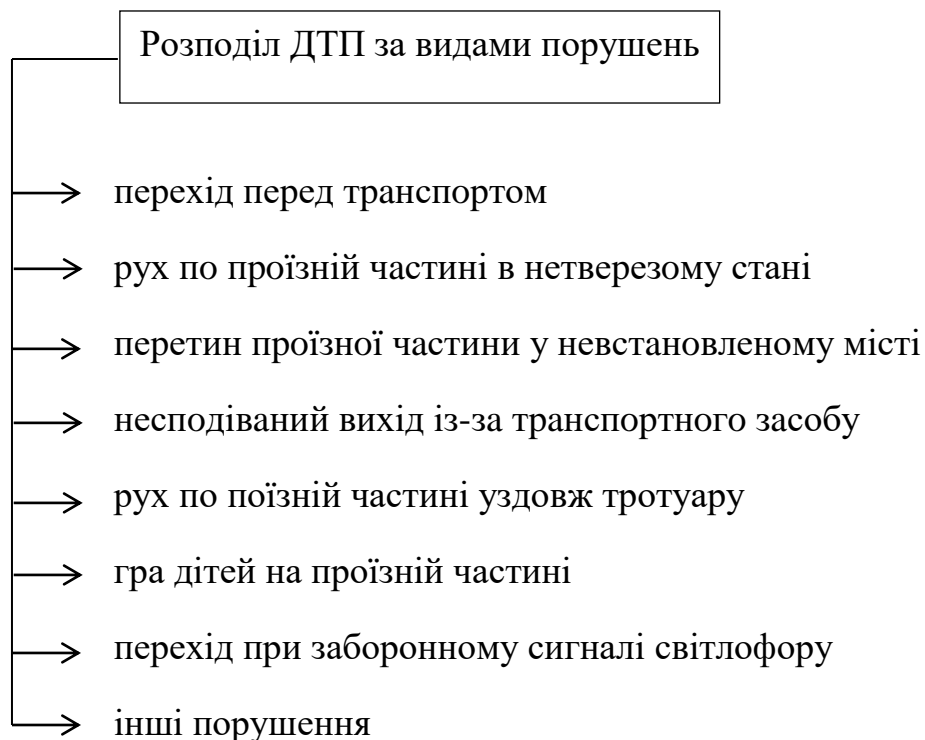 Розподіл ДТП за видами порушень
перехід перед транспортом
рух по проїзній частині в нетверезому стані
перетин проїзної частини у невстановленому місті
несподіваний вихід із-за транспортного засобу
рух по поїзній частині уздовж тротуару
гра дітей на проїзній частині
перехід при заборонному сигналі світлофору
інші порушення